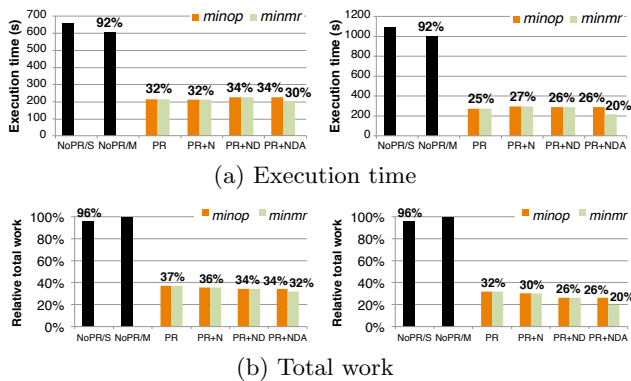 700
600
500
400
300
200
100
0
Execution time (s)
minop minmr
92%
32% 32% 34% 34% 30%
NoPR/S NoPR/M PR PR+N PR+ND PR+NDA
1200
1000
800
600
400
200
0
Execution time (s)
minop minmr
92%
25% 27% 26% 26% 20%
NoPR/S NoPR/M PR PR+N PR+ND PR+NDA
(a) Execution time
100%
80%
60%
40%
20%
0%
Relative total work
minop minmr
96%
37% 36% 34% 34% 32%
NoPR/S NoPR/M PR PR+N PR+ND PR+NDA
100%
80%
60%
40%
20%
0%
Relative total work
minop minmr
96%
32% 30% 26% 26% 20%
NoPR/S NoPR/M PR PR+N PR+ND PR+NDA
(b) Total work